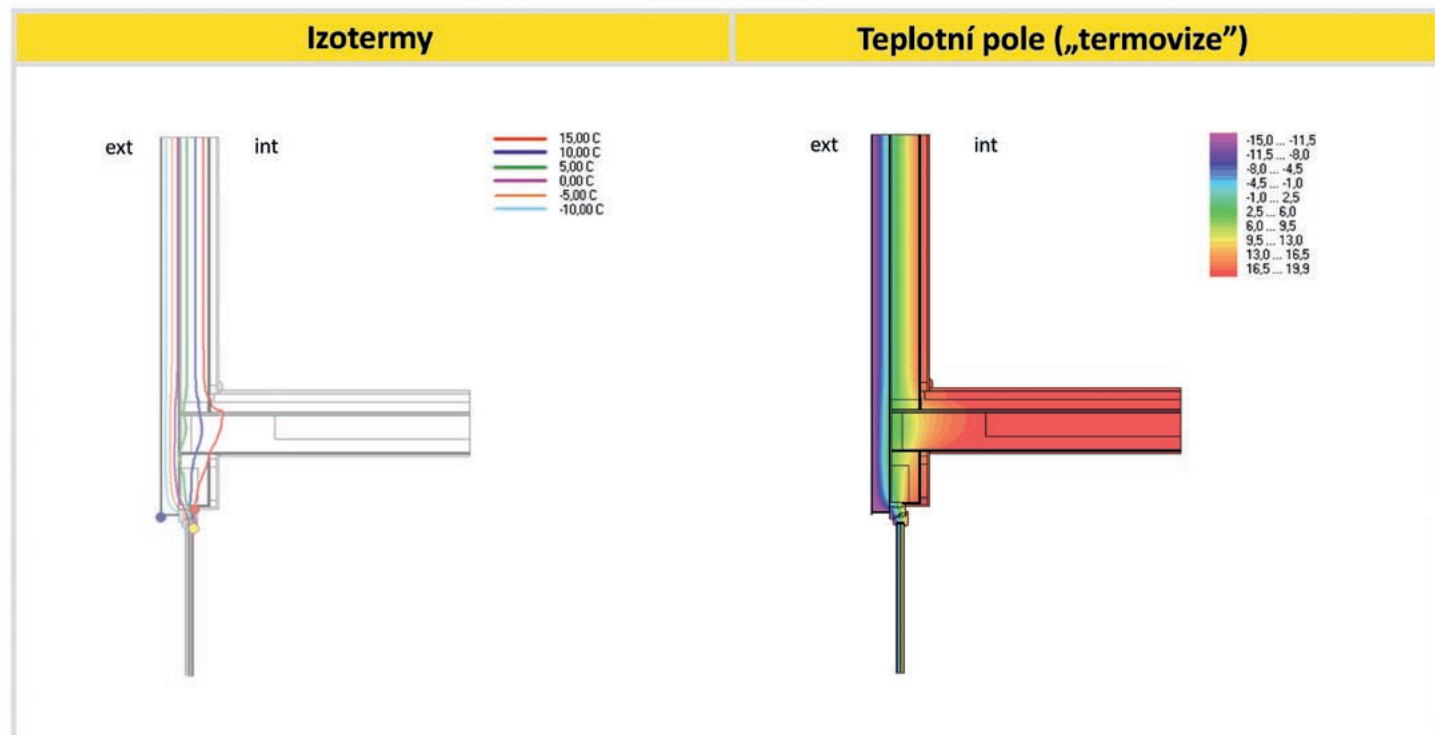 Izotermy
Teplotní pole („termovize”)
ext
int
15,00 C
10,00 C
5,00 C
0,00 C
-5,00 C
-10,00 C
ext
int
-15,0 ... -11,5
-11,5 ... -8,0
-8,0 ... -4,5
-4,5 ... -1,0
-1,0 ... 2,5
2,5 ... 6,0
6,0 ... 9,5
9,5 ... 13,0
13,0 ... 16,5
16,5 ... 19,9